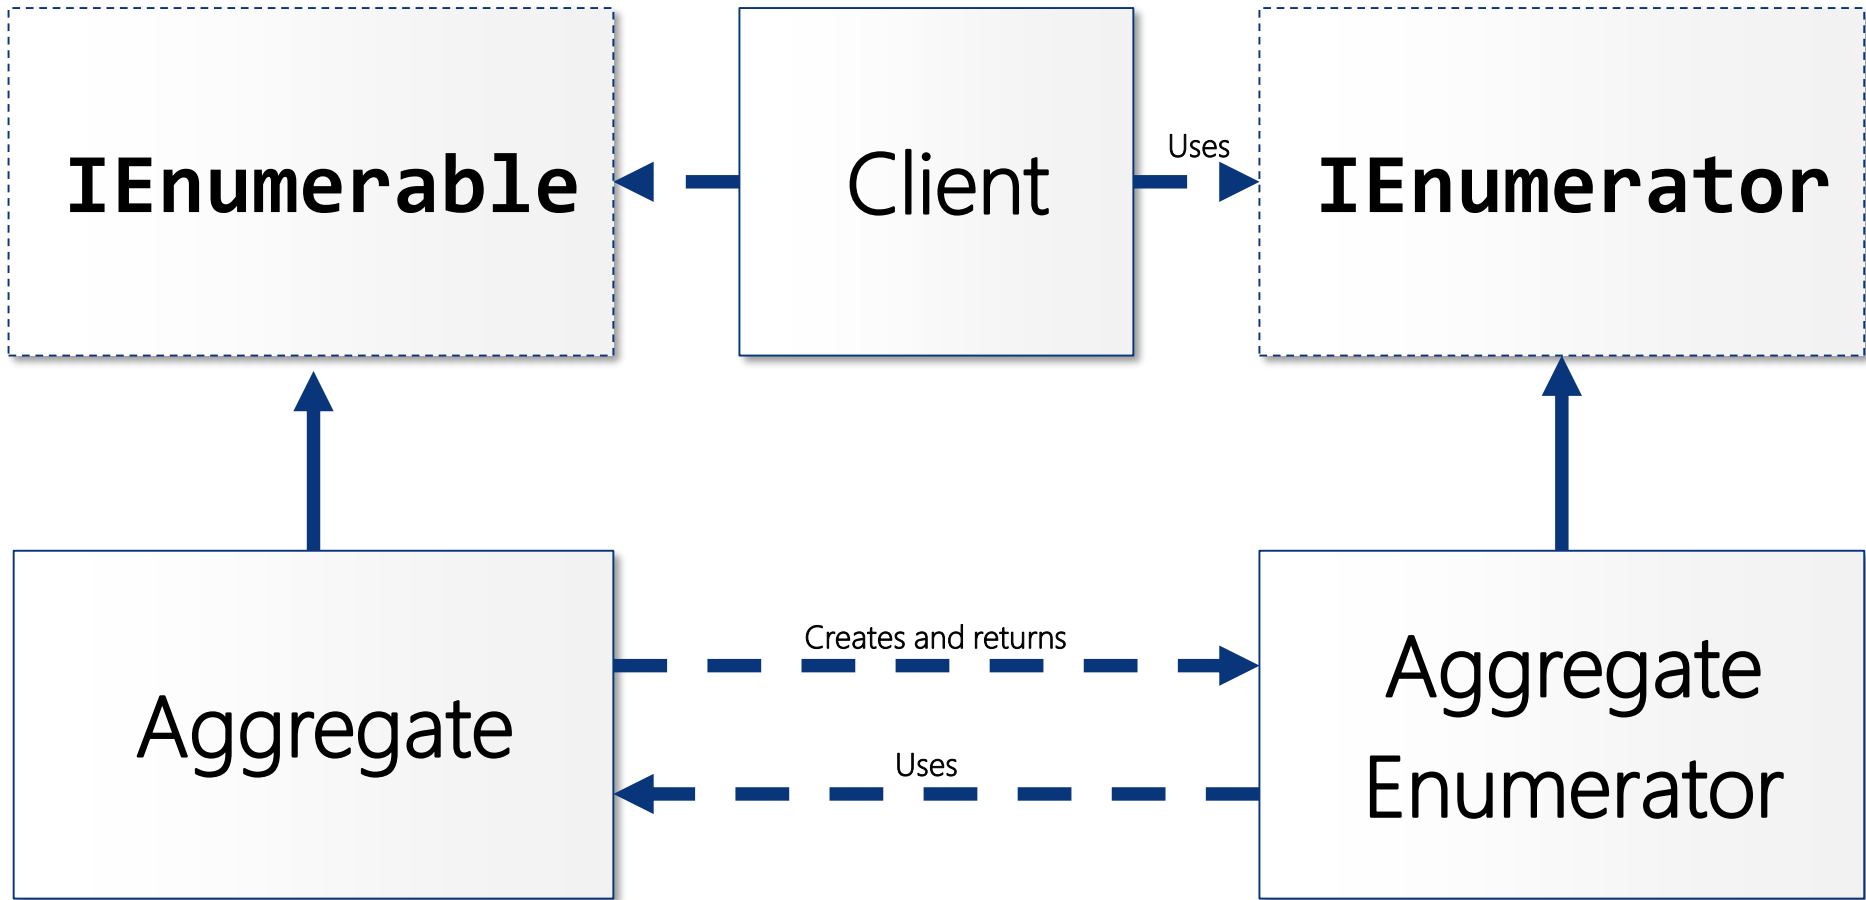 IEnumerable
Client
Uses
IEnumerator
Creates and returns
Aggregate
Uses
Aggregate
Enumerator